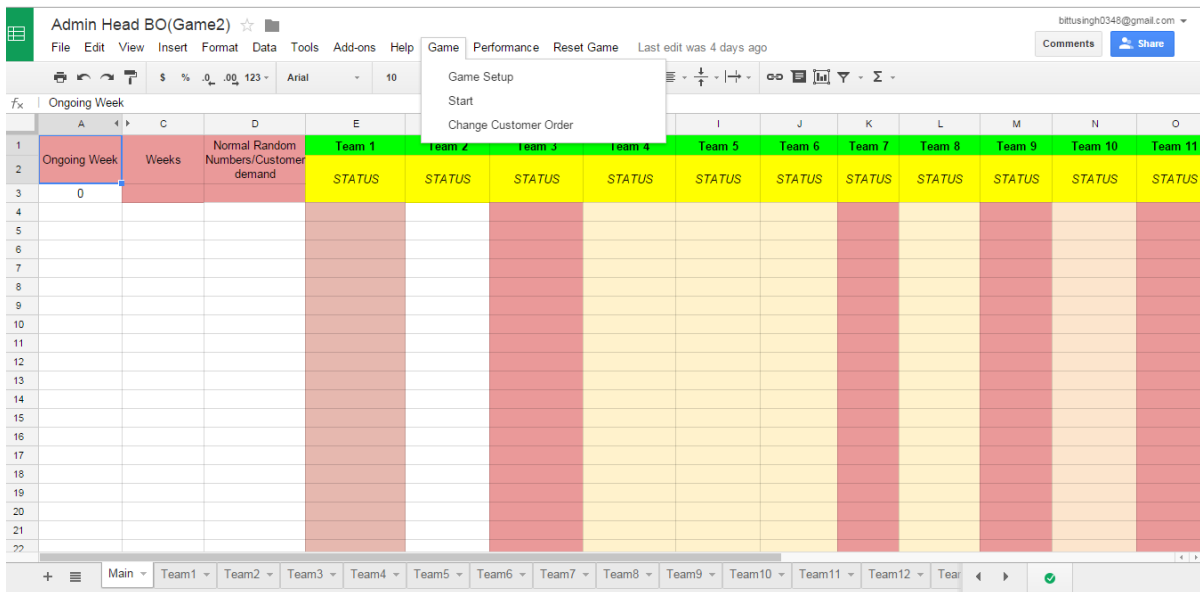 Admin Head BO(Game2)
bittusingh0348@gmail.com
File Edit View Insert Format Data Tools Add-ons Help Game Performance Reset Game Last edit was 4 days ago
Comments Share
$ % .0 .00 123 Arial 10
Game Setup
Start
Change Customer Order
fx Ongoing Week
A C D E I J K L M N O
1 Ongoing Week Weeks Normal Random Numbers/Customer demand Team 1 Team 2 Team 3 Team 4 Team 5 Team 6 Team 7 Team 8 Team 9 Team 10 Team 11
2 STATUS STATUS STATUS STATUS STATUS STATUS STATUS STATUS STATUS STATUS STATUS
3 0
4
5
6
7
8
9
10
11
12
13
14
15
16
17
18
19
20
21
22
Main Team1 Team2 Team3 Team4 Team5 Team6 Team7 Team8 Team9 Team10 Team11 Team12